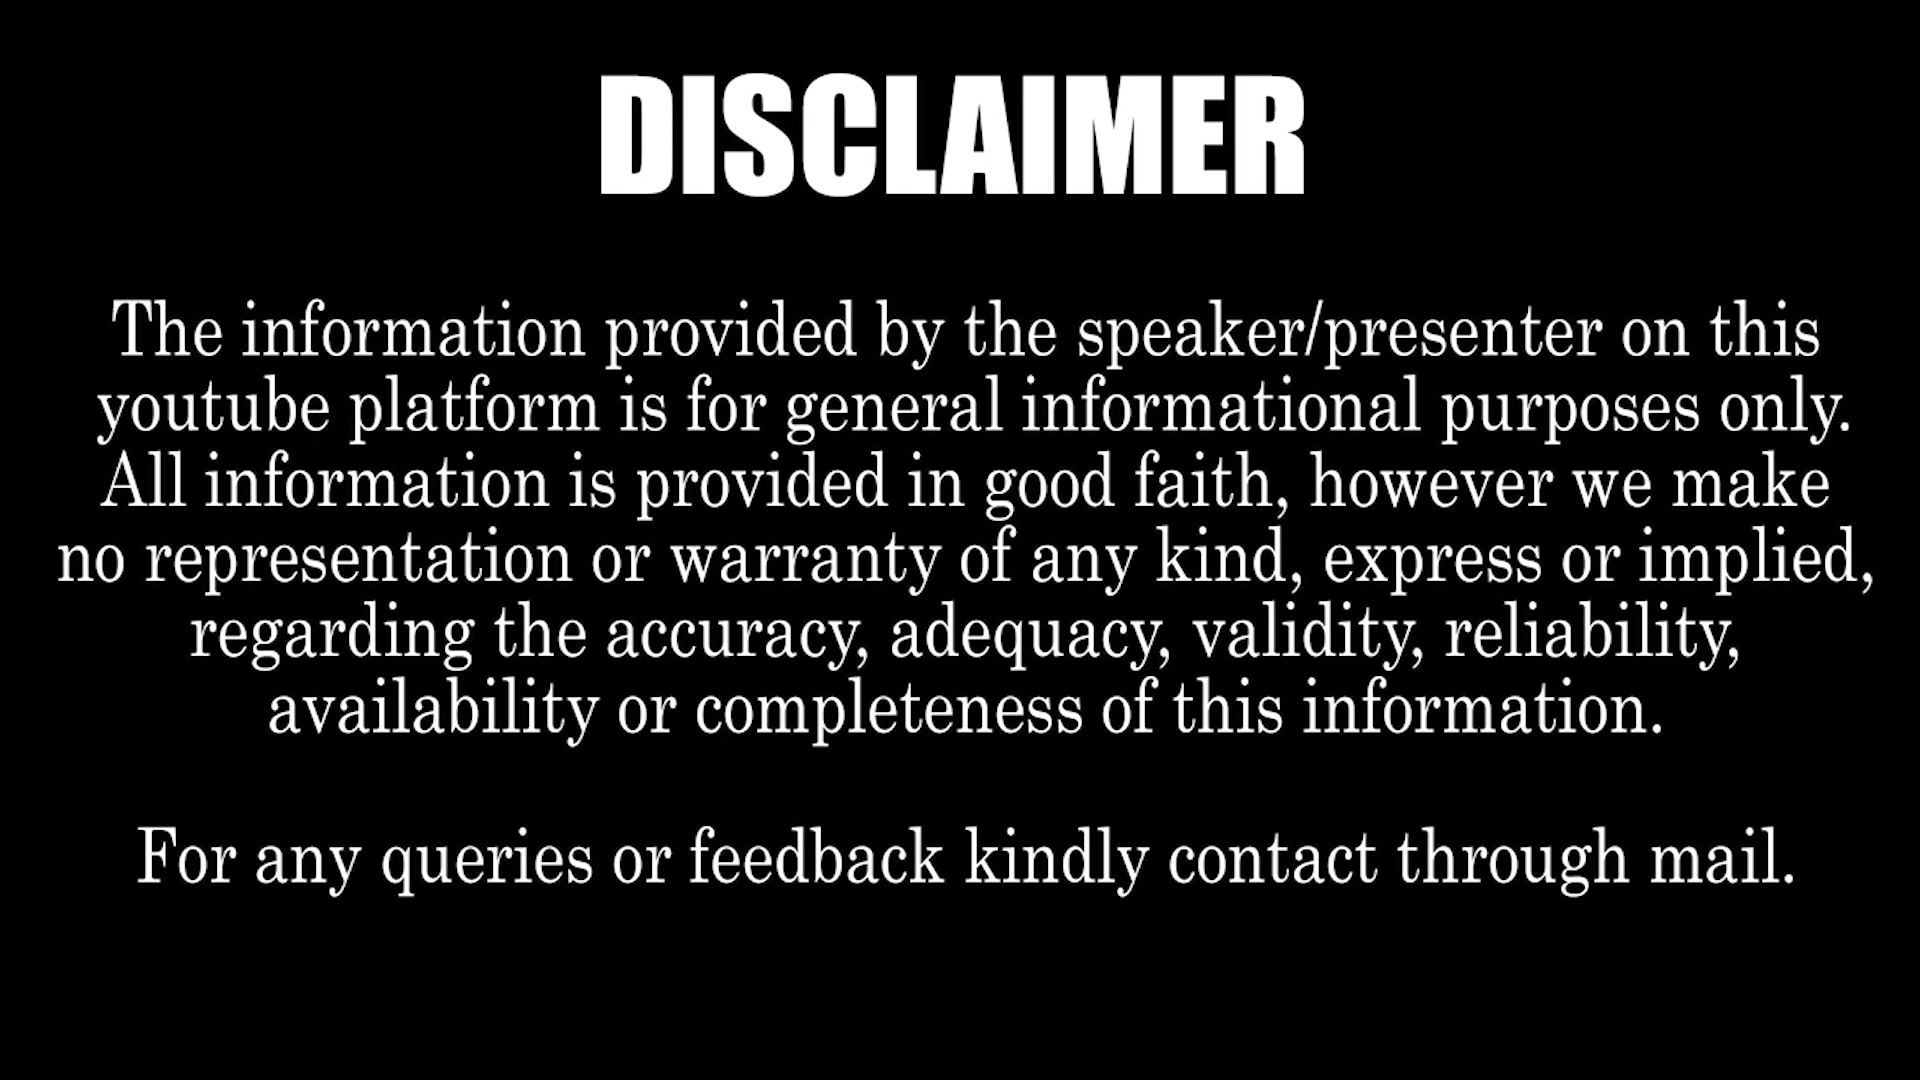 DISCLAIMER
The information provided by the speaker/presenter on this
youtube platform is for general informational purposes only.
All information is provided in good faith, however we make
no representation or warranty of any kind, express or implied,
regarding the accuracy, adequacy, validity, reliability,
availability or completeness of this information.
For any queries or feedback kindly contact through mail.